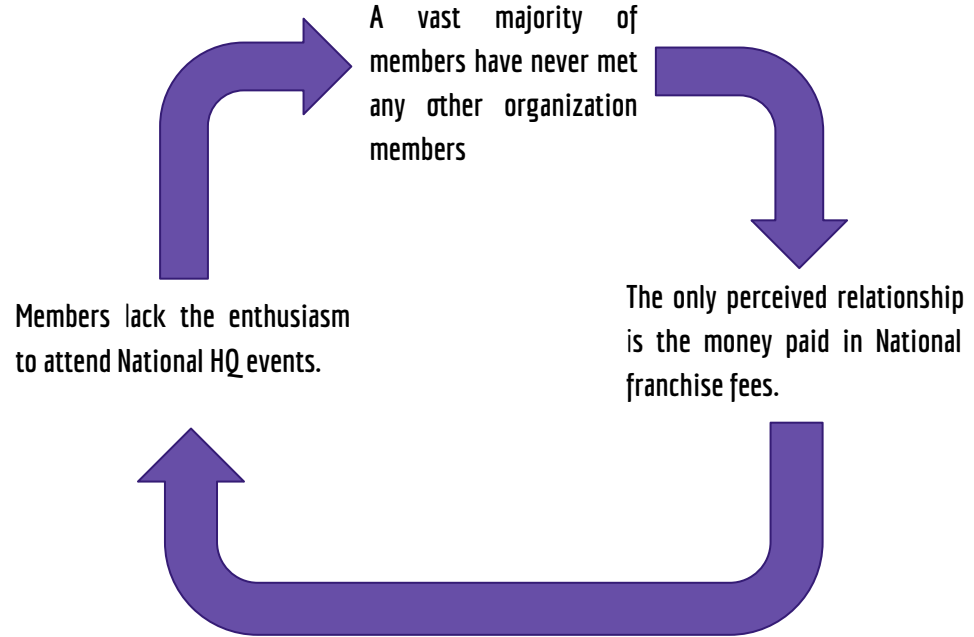 A vast majority of
members have never met
any other organization
members
The only perceived relationship
is the money paid in National
franchise fees.
Members lack the enthusiasm
to attend National HQ events.